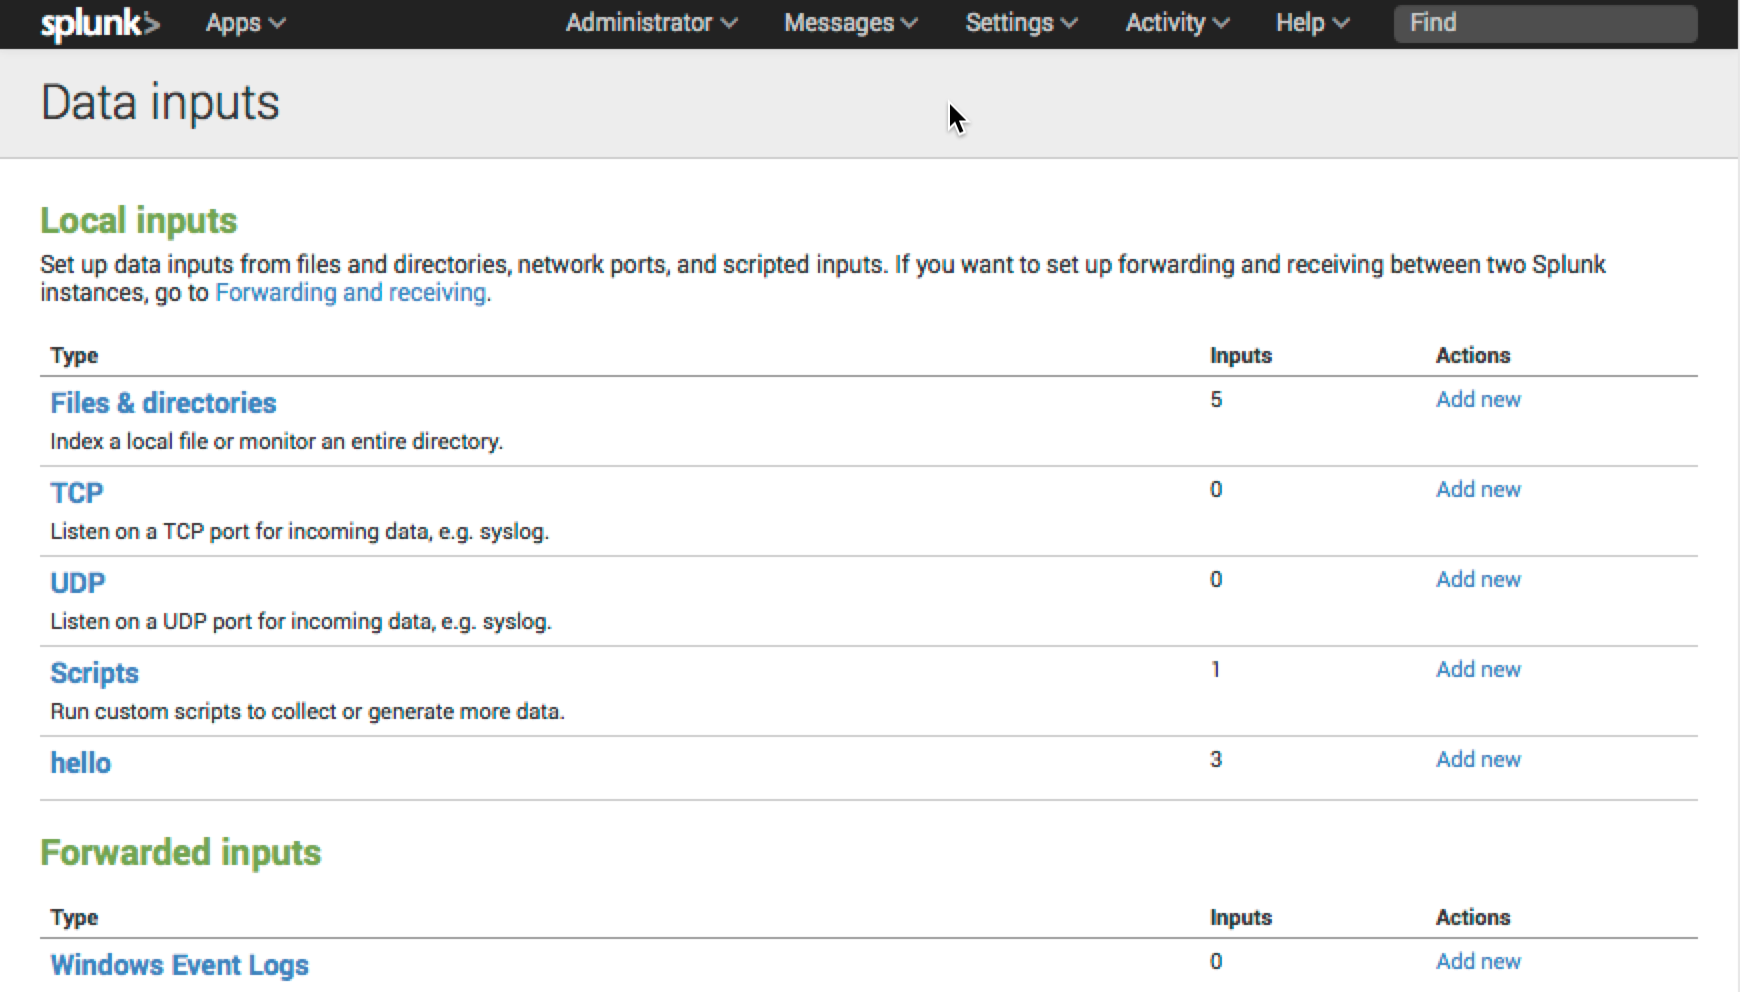 splunk> Apps Administrator Messages Settings Activity Help Find
Data inputs
Local inputs
Set up data inputs from files and directories, network ports, and scripted inputs. If you want to set up forwarding and receiving between two Splunk
instances, go to Forwarding and receiving.
Type Inputs Actions
Files & directories 5 Add new
Index a local file or monitor an entire directory.
TCP 0 Add new
Listen on a TCP port for incoming data, e.g. syslog.
UDP 0 Add new
Listen on a UDP port for incoming data, e.g. syslog.
Scripts 1 Add new
Run custom scripts to collect or generate more data.
hello 3 Add new
Forwarded inputs
Type Inputs Actions
Windows Event Logs 0 Add new